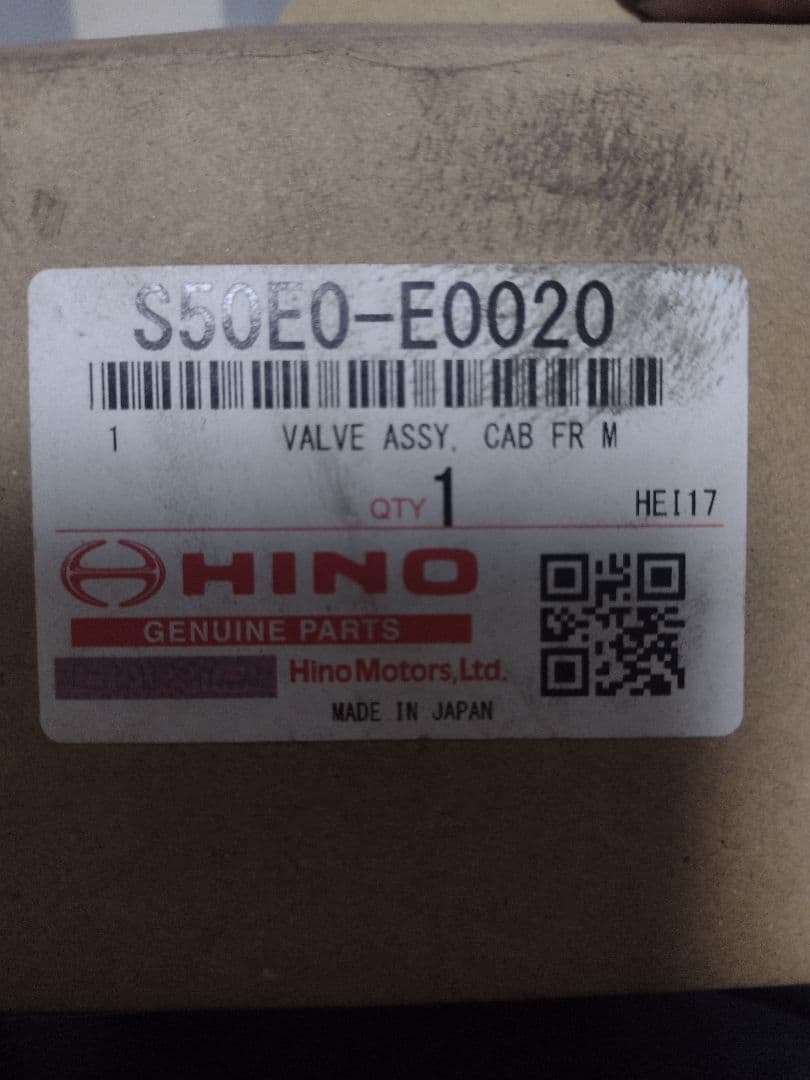 S50E0-E0020
1 VALVE ASSY, CAB FR M
QTY 1 HEI17
HINO
GENUINE PARTS
Hino Motors, Ltd.
MADE IN JAPAN